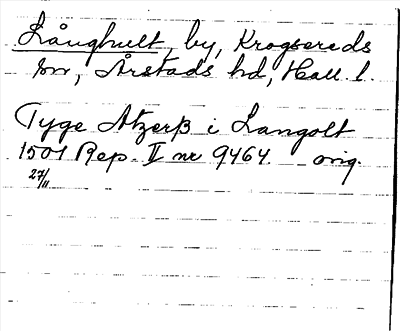 Långhult, by, Krogsereds
sn, Årstads hd, Hall. l.
Tyge Atzerß i Langolt
1501 Rep. II nr 9464. orig.
27/11